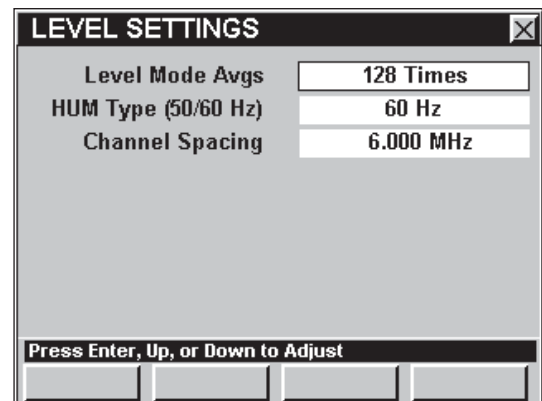 LEVEL SETTINGS
Level Mode Avgs 128 Times
HUM Type (50/60 Hz) 60 Hz
Channel Spacing 6.000 MHz
Press Enter, Up, or Down to Adjust